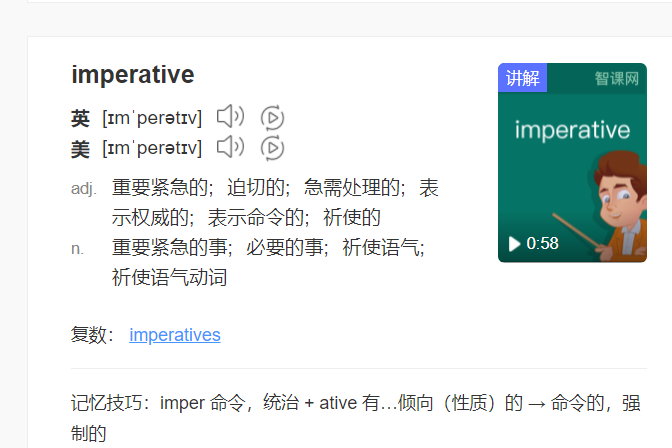 imperative
英 [ɪmˈperətɪv]
美 [ɪmˈperətɪv]
adj. 重要紧急的；迫切的；急需处理的；表
示权威的；表示命令的；祈使的
n. 重要紧急的事；必要的事；祈使语气；
祈使语气动词
复数： imperatives
记忆技巧：imper 命令，统治 + ative 有…倾向（性质）的 → 命令的，强
制的
讲解 智课网
imperative
0:58